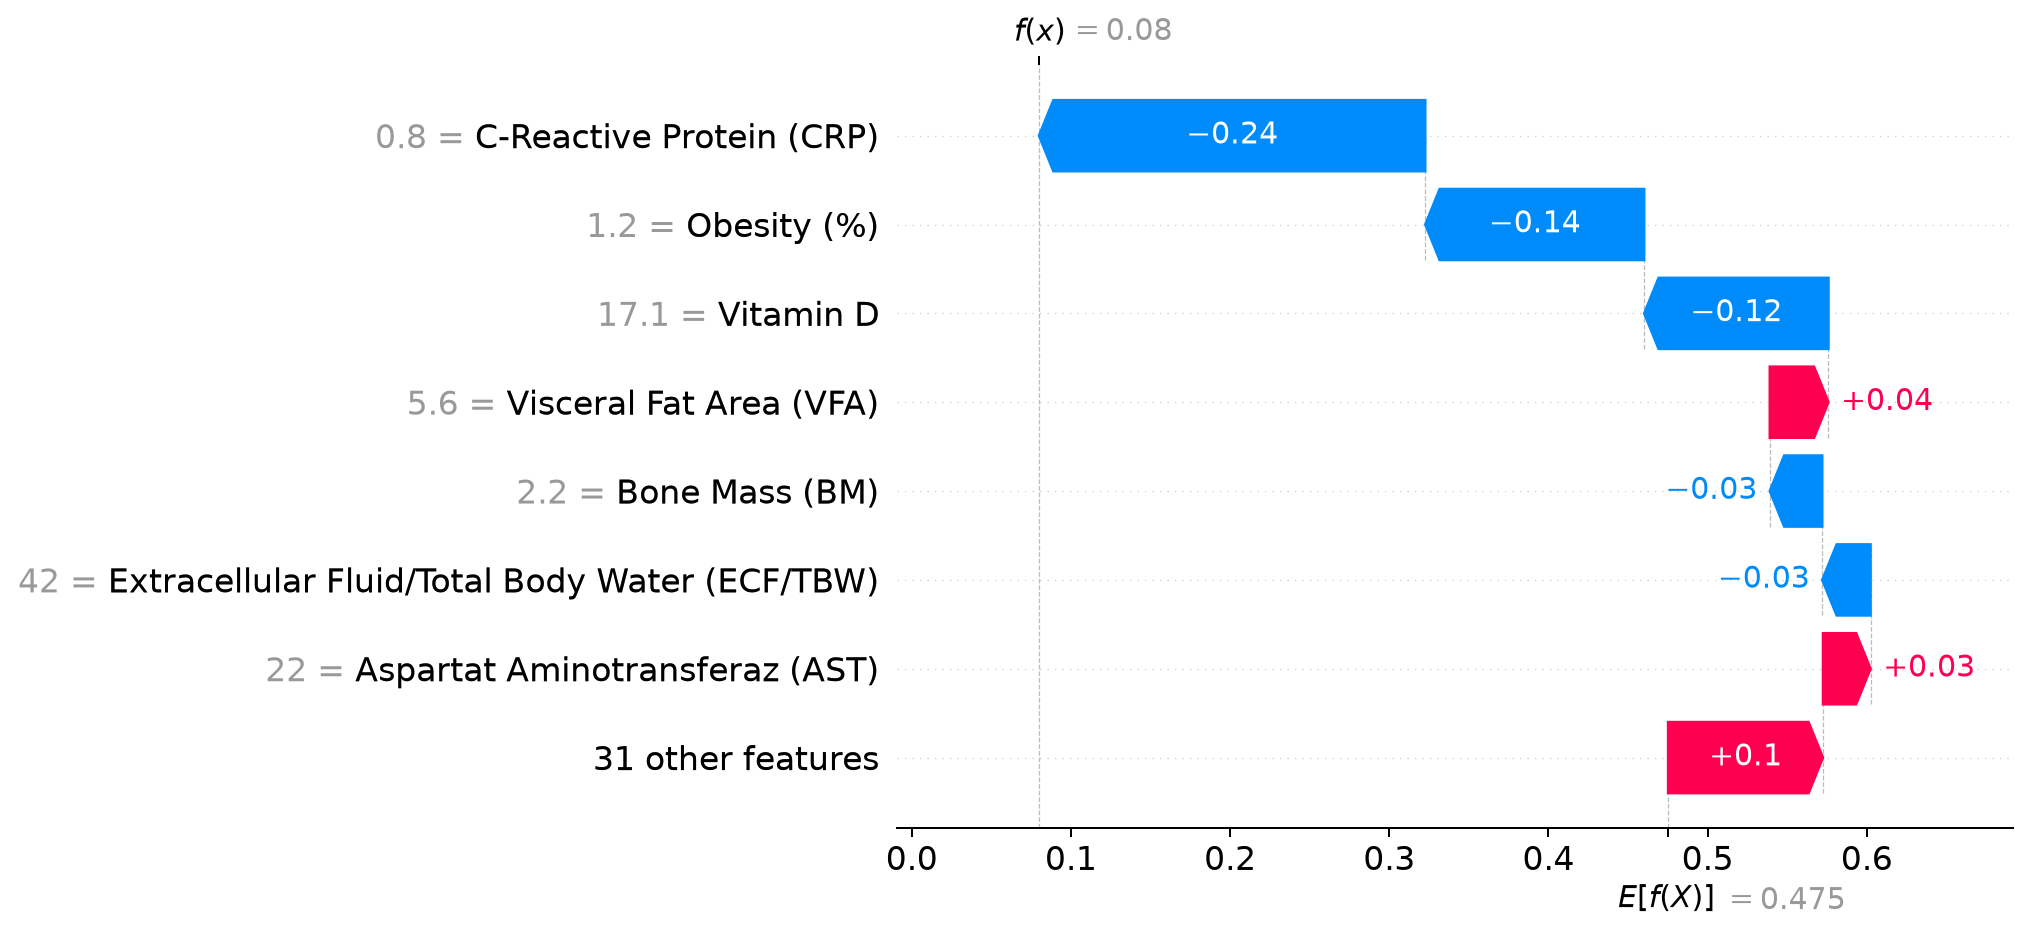 f(x) = 0.08
0.8 = C-Reactive Protein (CRP)
−0.24
1.2 = Obesity (%)
−0.14
17.1 = Vitamin D
−0.12
5.6 = Visceral Fat Area (VFA)
+0.04
2.2 = Bone Mass (BM)
−0.03
42 = Extracellular Fluid/Total Body Water (ECF/TBW)
−0.03
22 = Aspartat Aminotransferaz (AST)
+0.03
31 other features
+0.1
0.0 0.1 0.2 0.3 0.4 0.5 0.6
E[f(X)] = 0.475